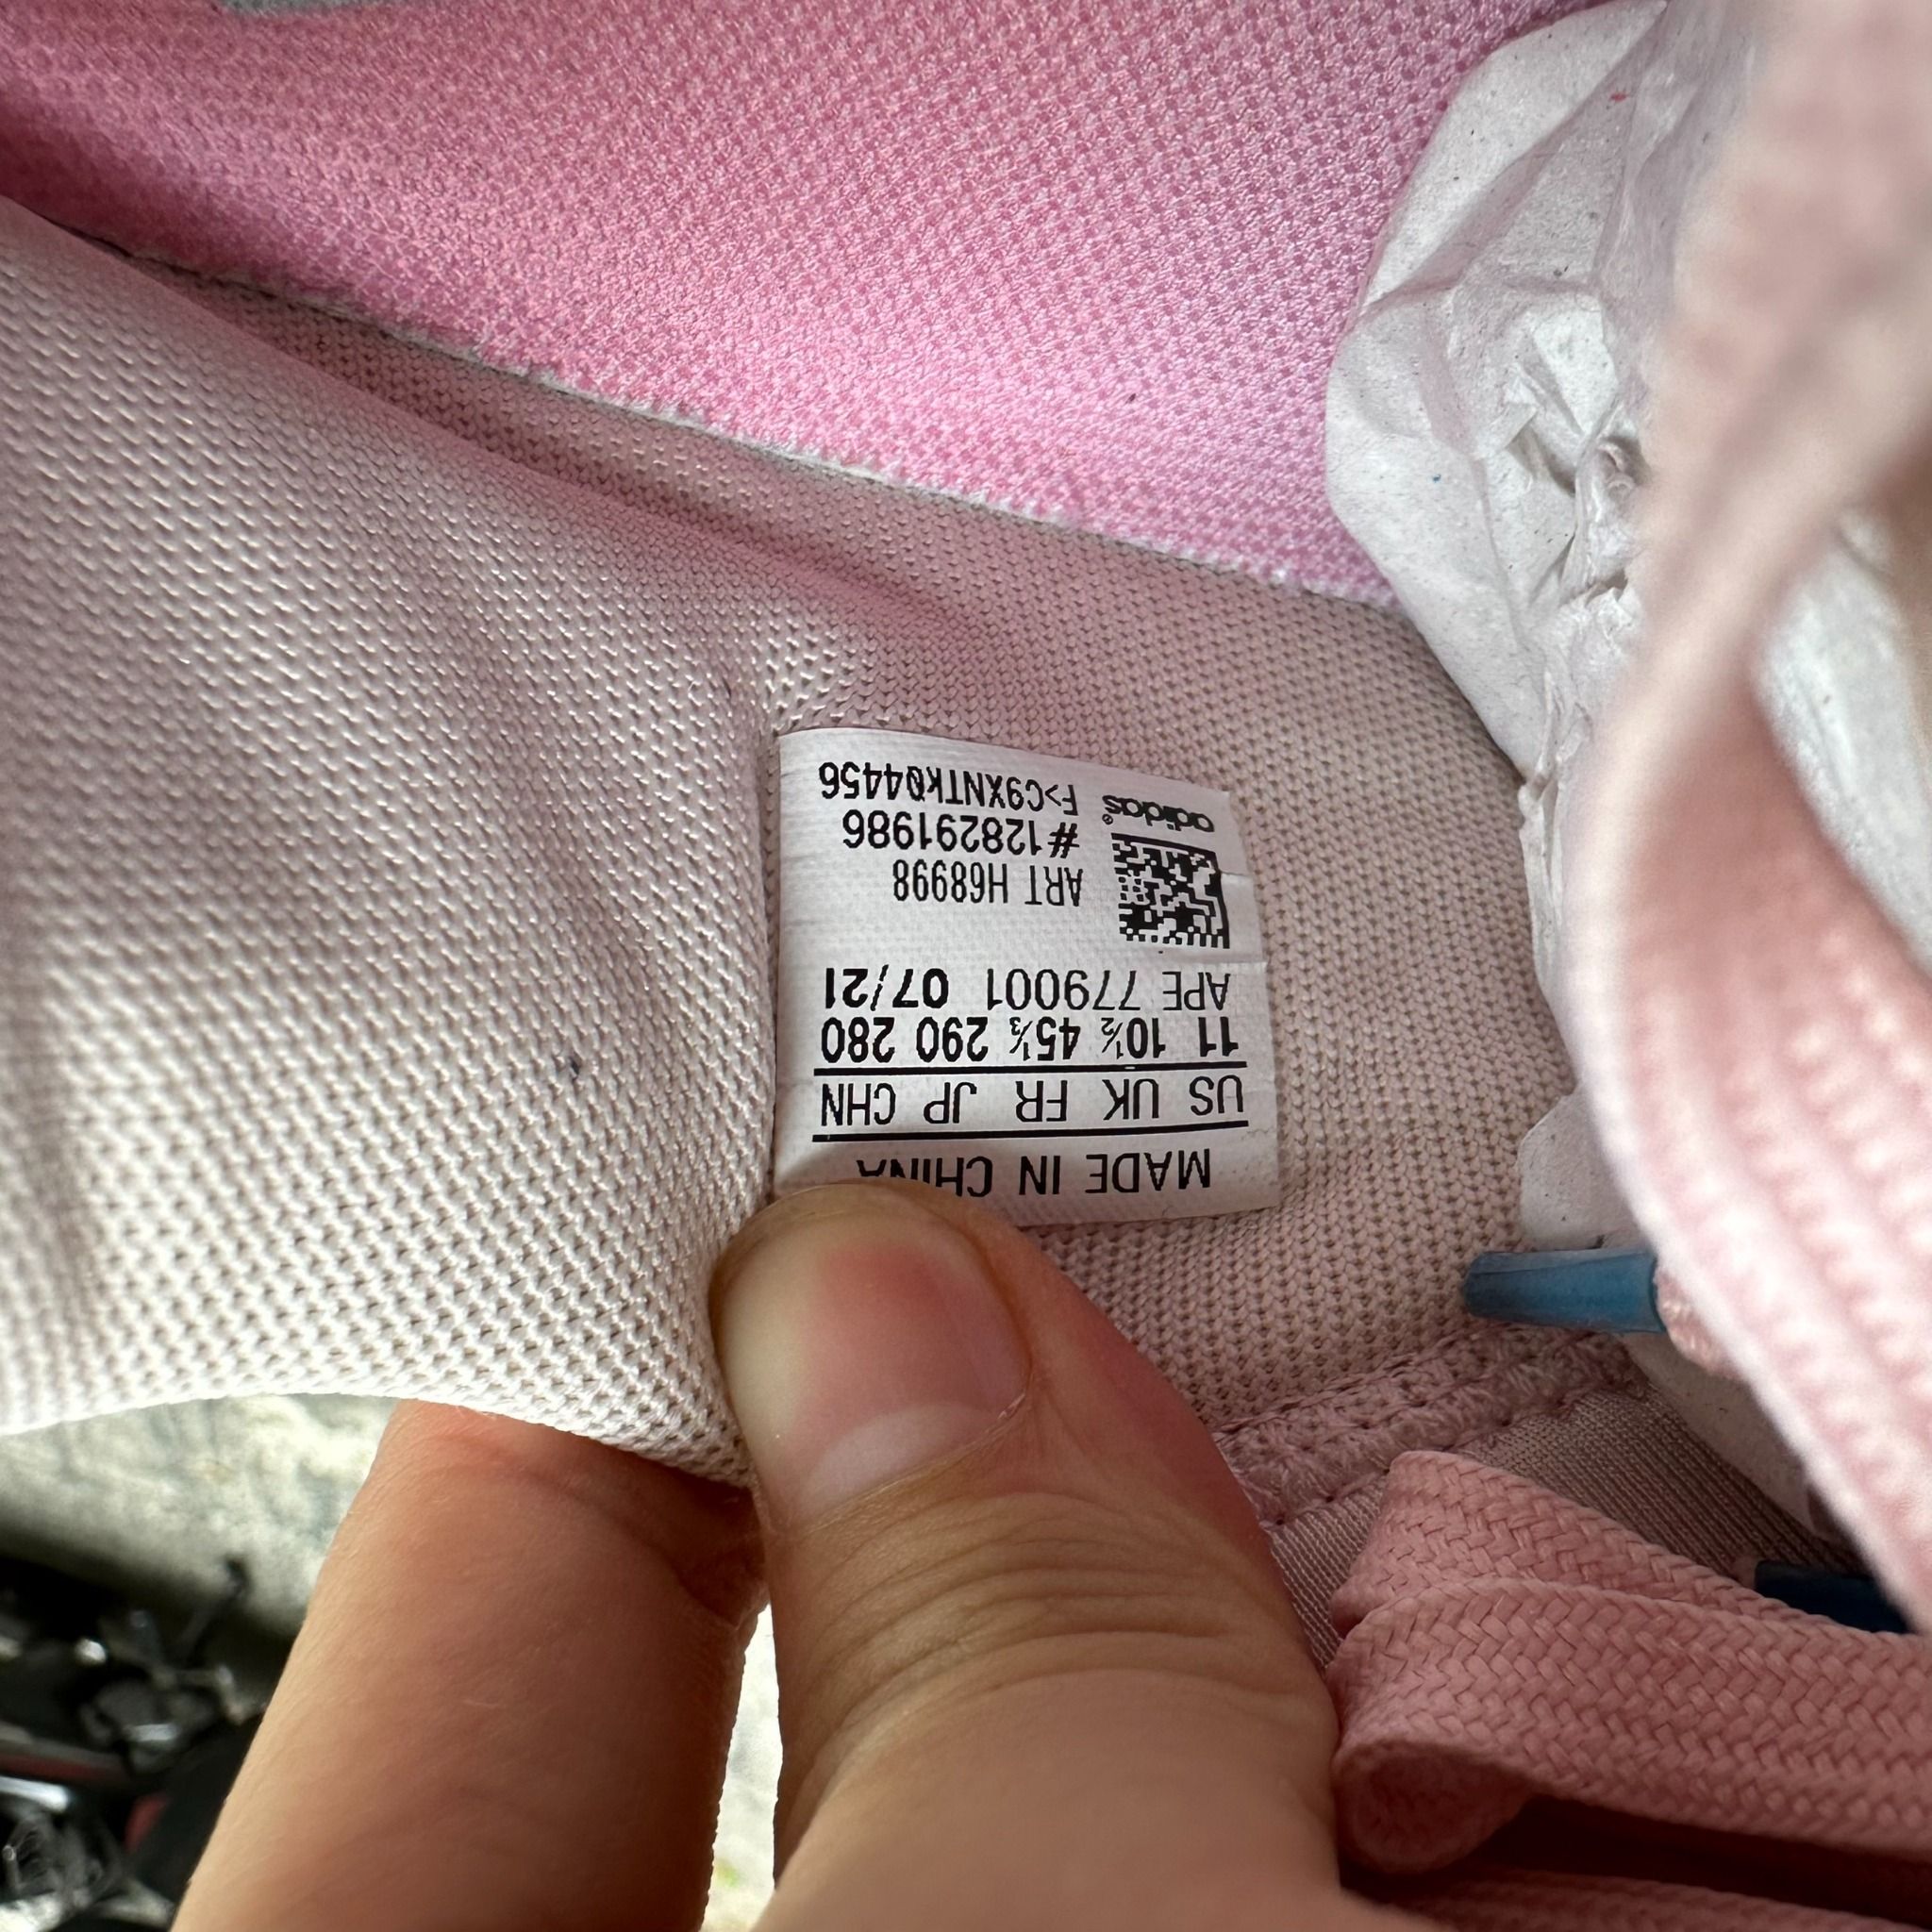 MADE IN CHINA
US UK FR JP CHN
11 10½ 45⅓ 290 280
APE 779001 07/21
ART H68998
#128291986
F>C9XNTK04456
adidas®